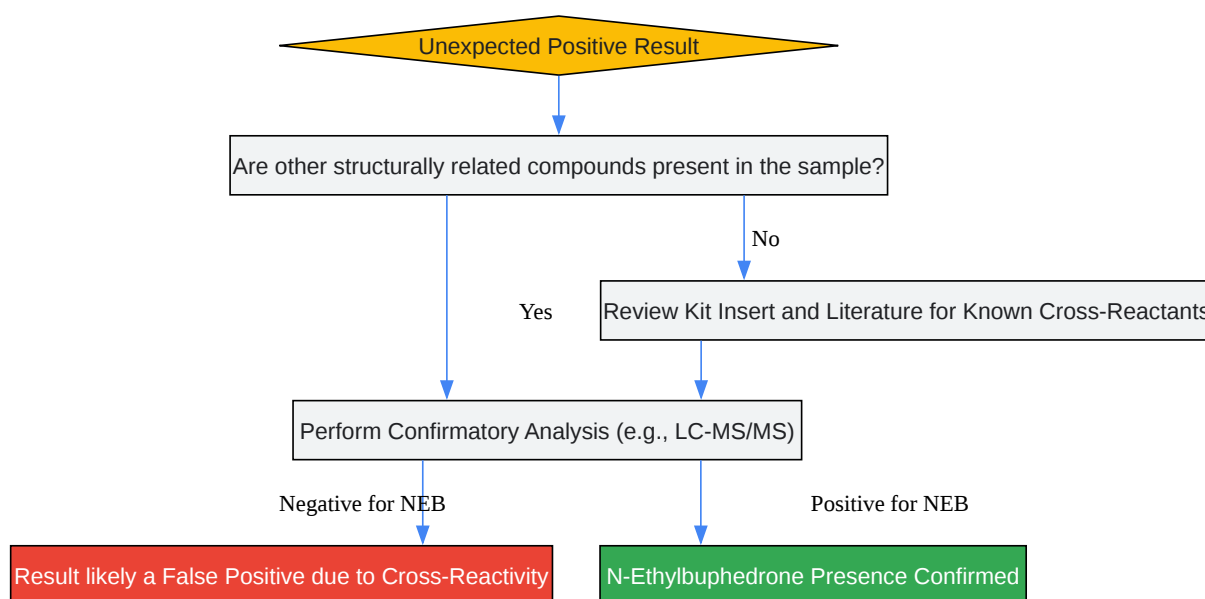 Unexpected Positive Result
Are other structurally related compounds present in the sample?
No
Yes
Review Kit Insert and Literature for Known Cross-Reactants
Perform Confirmatory Analysis (e.g., LC-MS/MS)
Negative for NEB
Positive for NEB
Result likely a False Positive due to Cross-Reactivity
N-Ethylbuphedrone Presence Confirmed